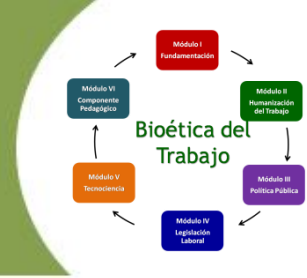 Módulo I
Fundamentación
Módulo II
Humanización
del Trabajo
Módulo III
Política Pública
Módulo IV
Legislación
Laboral
Módulo V
Tecnociencia
Módulo VI
Componente
Pedagógico
Bioética del
Trabajo